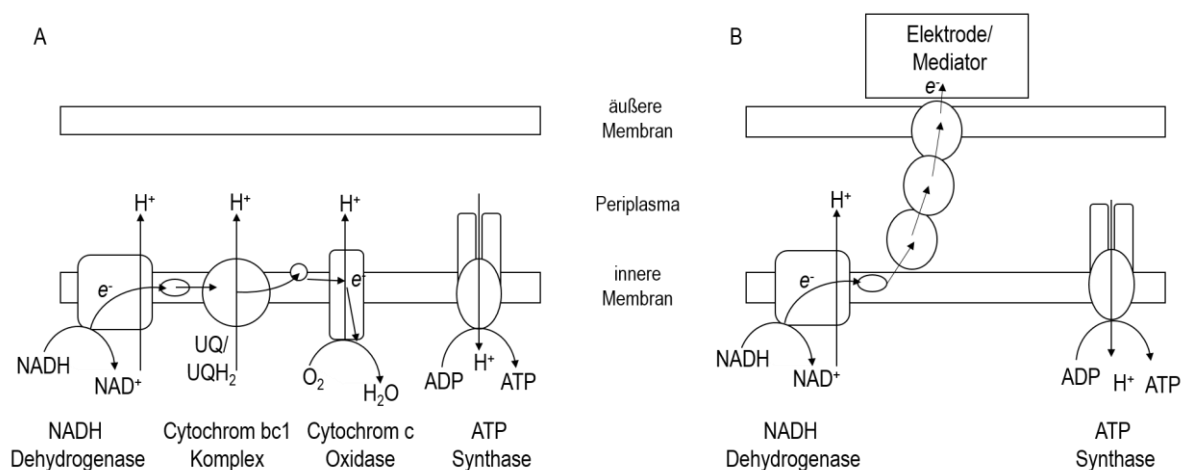 A
äußere
Membran
Periplasma
innere
Membran
H⁺
H⁺
H⁺
e⁻
e⁻
NADH
NAD⁺
UQ/
UQH₂
O₂
H₂O
ADP
H⁺
ATP
NADH
Dehydrogenase
Cytochrom bc1
Komplex
Cytochrom c
Oxidase
ATP
Synthase
B
Elektrode/
Mediator
e⁻
H⁺
e⁻
NADH
NAD⁺
ADP
H⁺
ATP
NADH
Dehydrogenase
ATP
Synthase